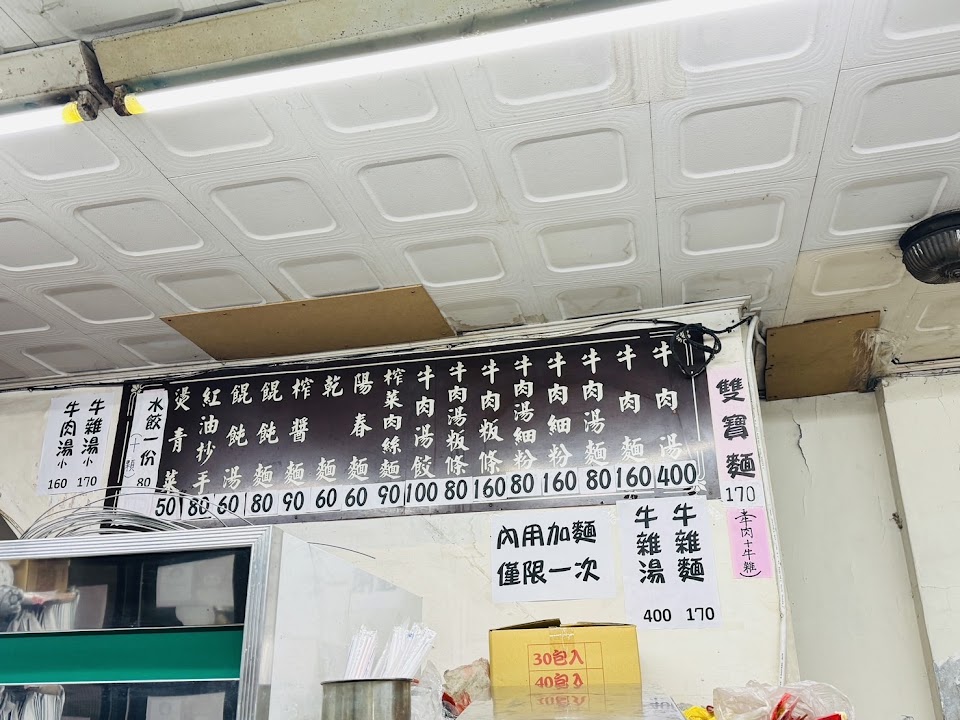 雙寶麵
170
(牛肉+牛雜)
牛肉湯
400
牛肉麵
160
牛肉湯麵
80
牛肉細粉
160
牛肉湯細粉
80
牛肉粄條
160
牛肉湯粄條
80
牛肉湯餃
100
榨菜肉絲麵
90
陽春麵
60
乾麵
60
榨醬麵
90
餛飩麵
80
餛飩湯
60
紅油抄手
80
燙青菜
50
水餃一份
(十顆)
80
牛雜湯小
170
牛肉湯小
160
牛雜麵
170
牛雜湯
400
內用加麵
僅限一次
30包入
40包入